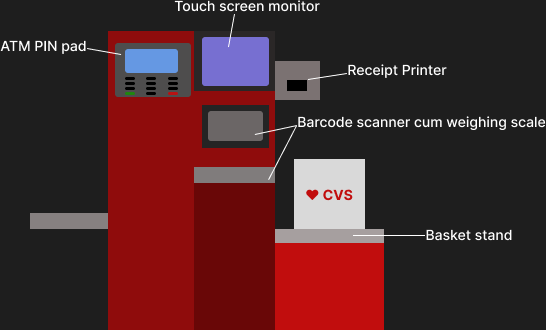 Touch screen monitor
ATM PIN pad
Receipt Printer
Barcode scanner cum weighing scale
CVS
Basket stand